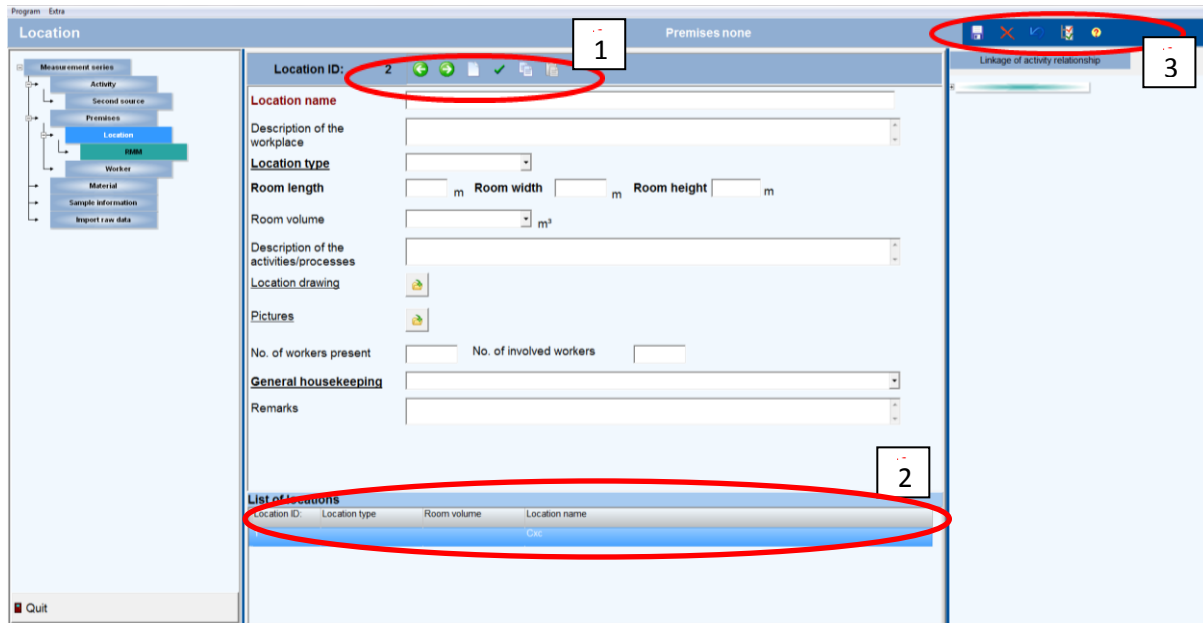 Program Extra
Location
Premises none
1
3
Measurement series
Activity
Second source
Premises
Location
RMM
Worker
Material
Sample information
Import raw data
Quit
Location ID: 2
Location name
Description of the
workplace
Location type
Room length m Room width m Room height m
Room volume m³
Description of the
activities/processes
Location drawing
Pictures
No. of workers present No. of involved workers
General housekeeping
Remarks
2
List of locations
Location ID: Location type Room volume Location name
1 Cxc
Linkage of activity relationship